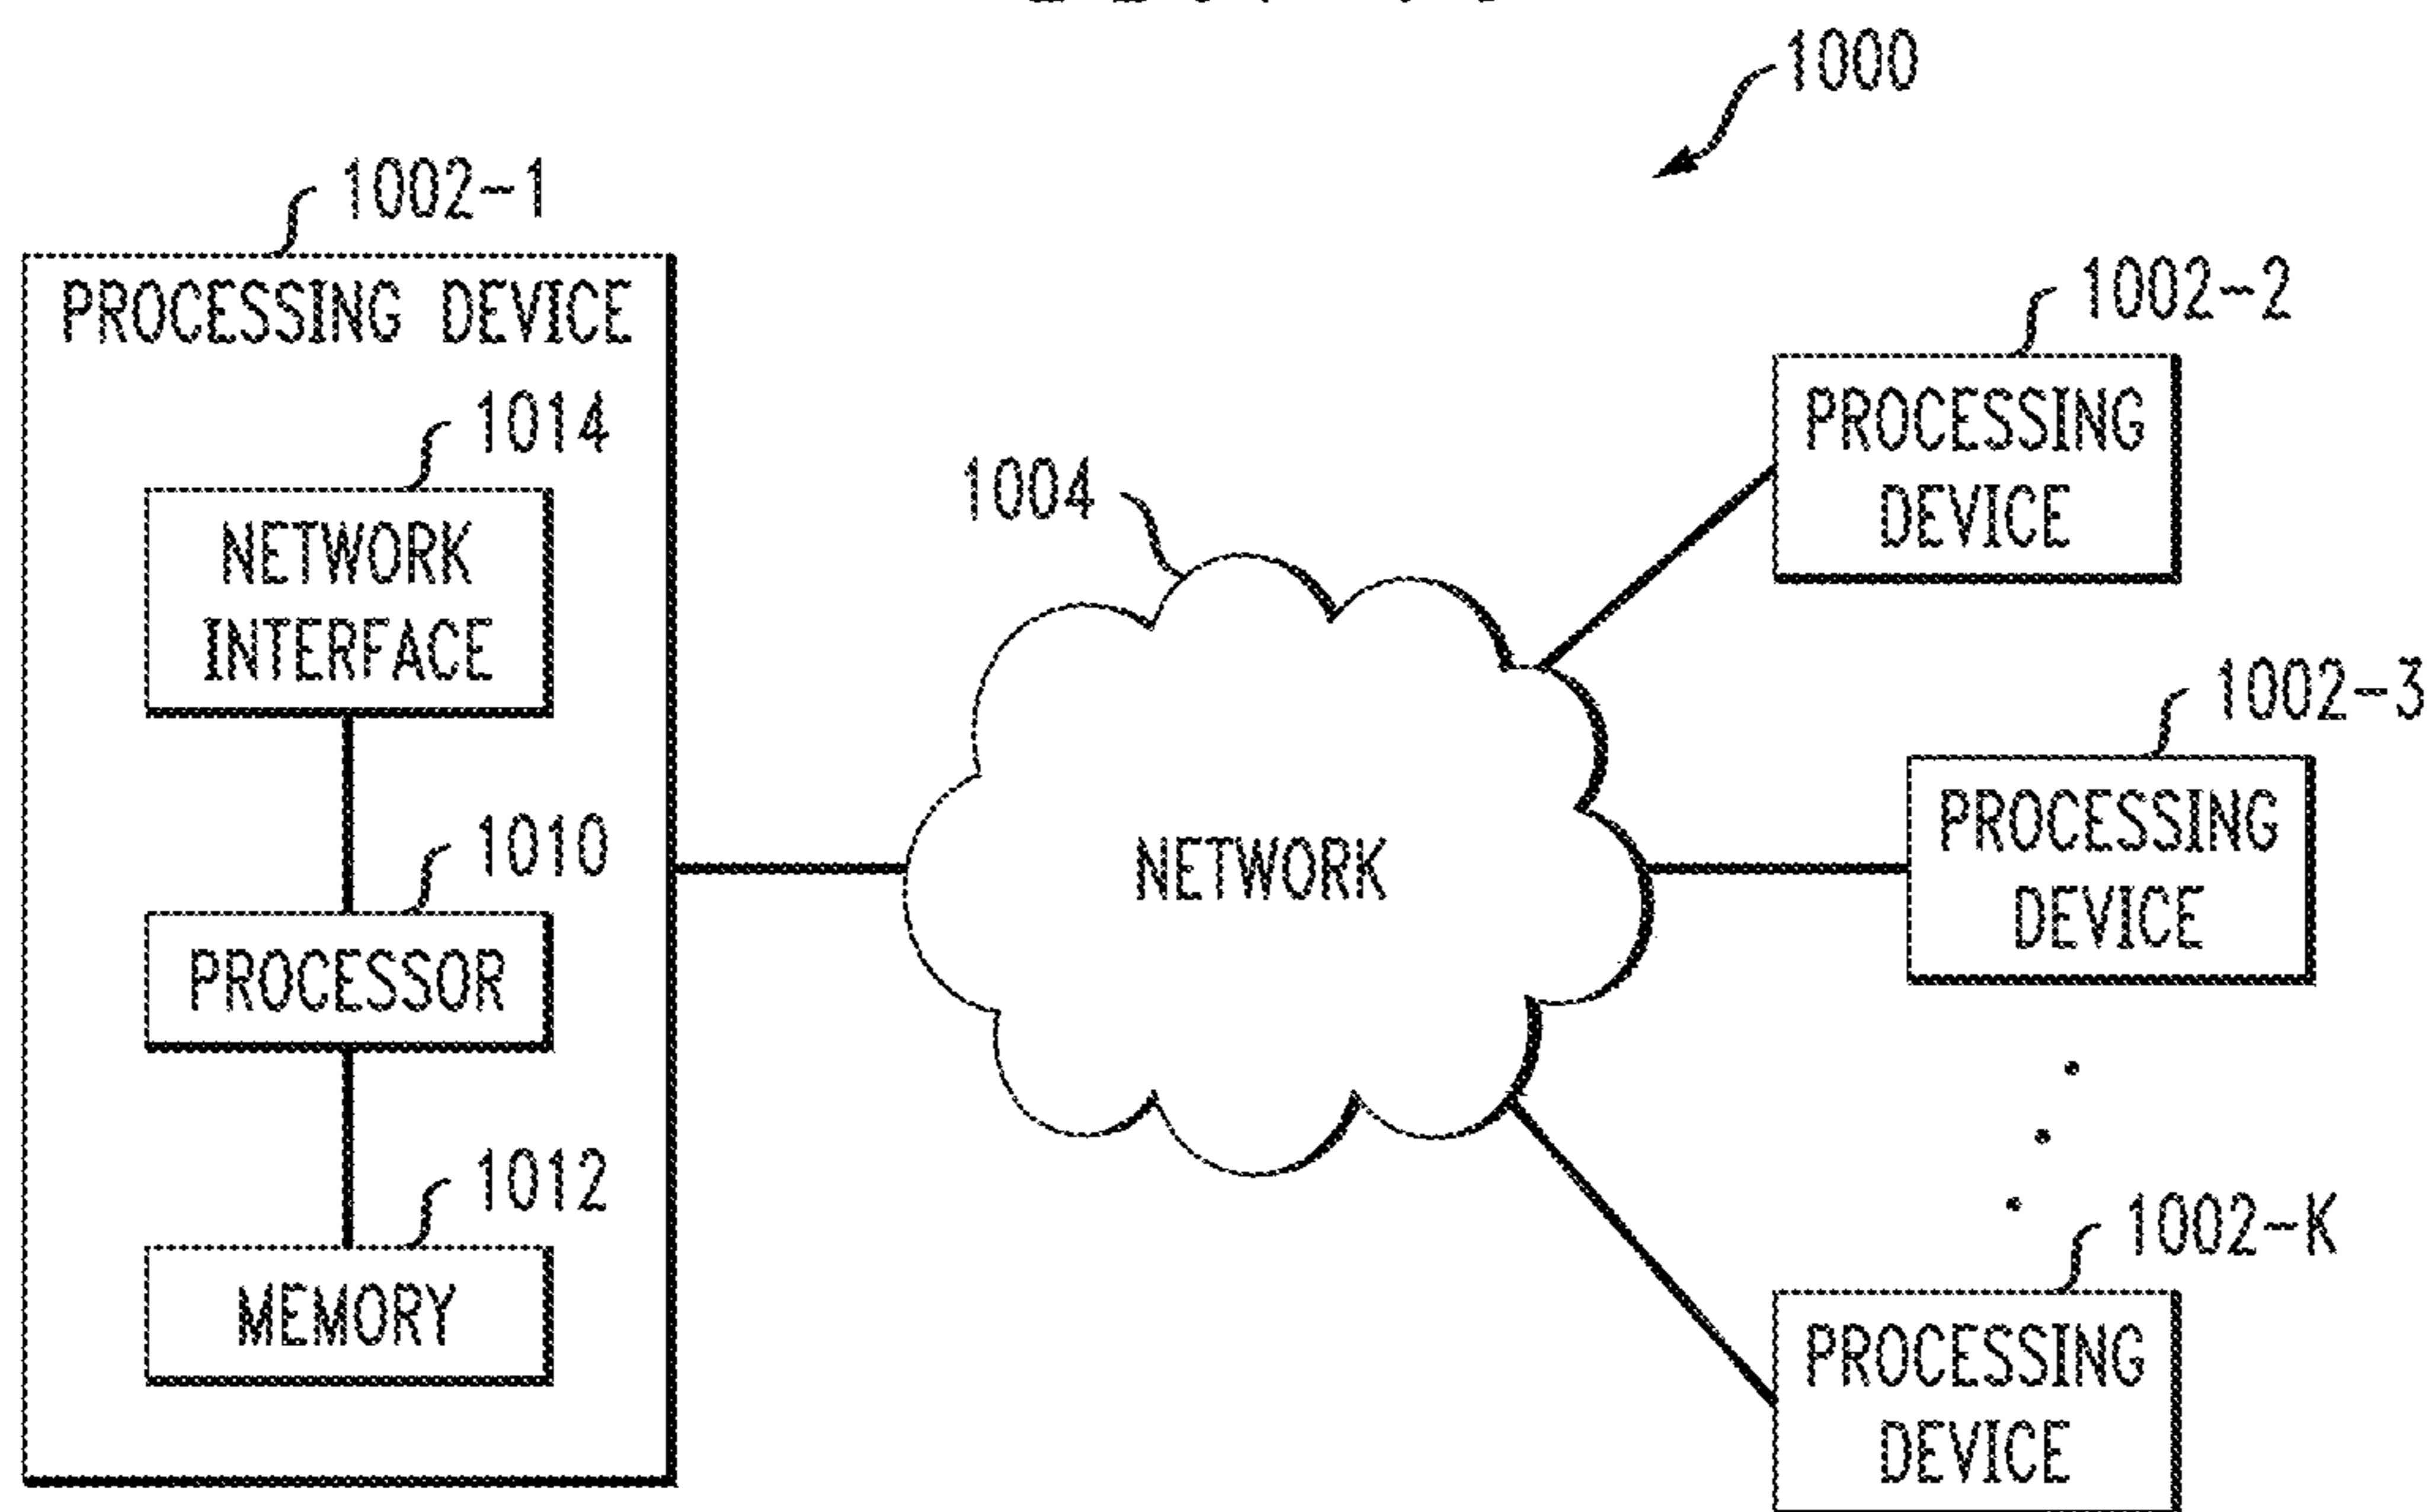 1000
1002-1
PROCESSING DEVICE
1014
NETWORK
INTERFACE
1010
PROCESSOR
1012
MEMORY
1004
NETWORK
1002-2
PROCESSING
DEVICE
1002-3
PROCESSING
DEVICE
1002-K
PROCESSING
DEVICE